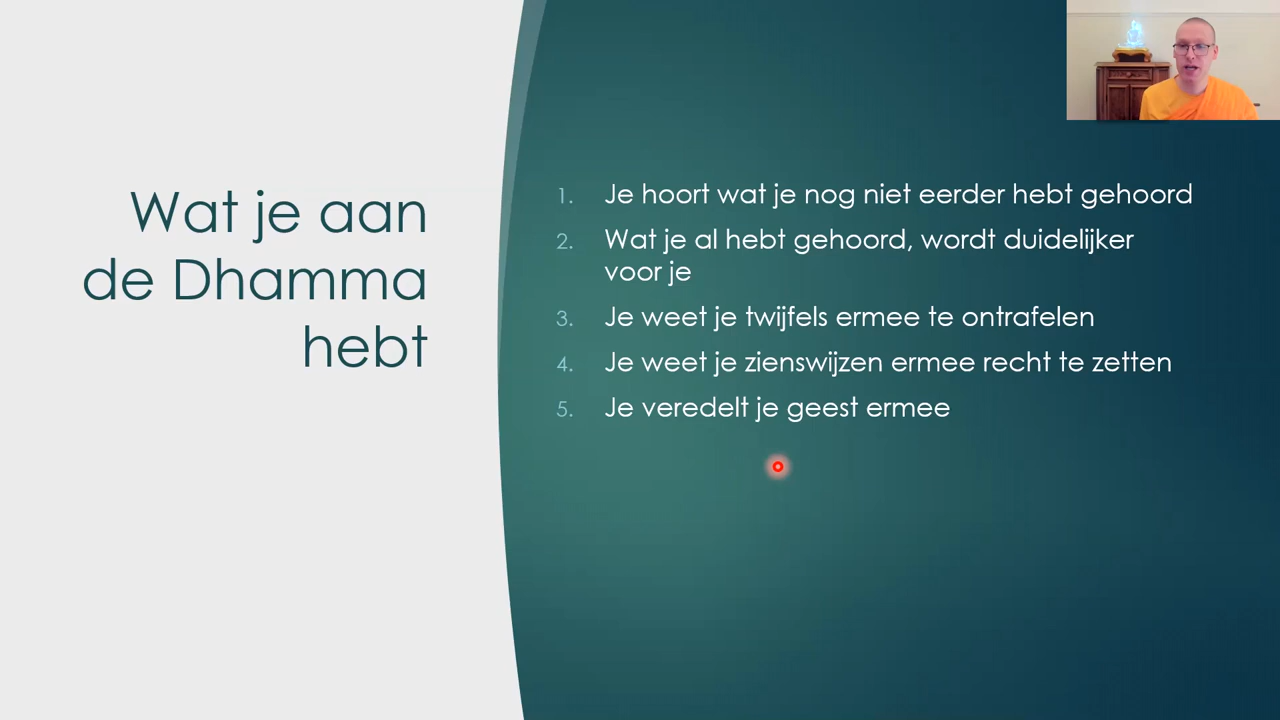 Wat je aan
de Dhamma
hebt
1. Je hoort wat je nog niet eerder hebt gehoord
2. Wat je al hebt gehoord, wordt duidelijker
voor je
3. Je weet je twijfels ermee te ontrafelen
4. Je weet je zienswijzen ermee recht te zetten
5. Je veredelt je geest ermee